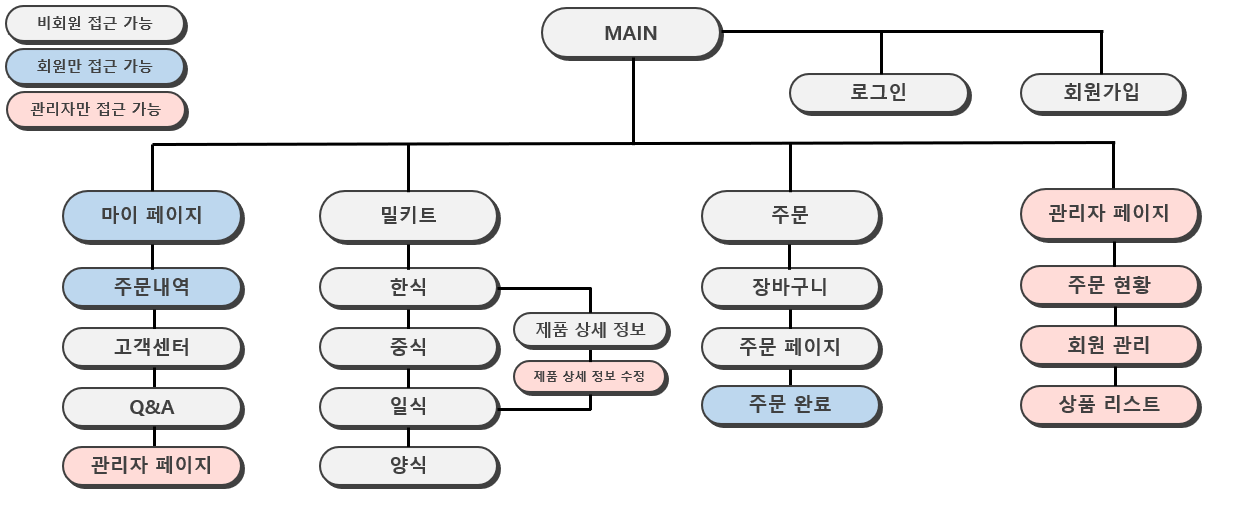 비회원 접근 가능
회원만 접근 가능
관리자만 접근 가능
MAIN
로그인
회원가입
마이 페이지
주문내역
고객센터
Q&A
관리자 페이지
밀키트
한식
중식
일식
양식
제품 상세 정보
제품 상세 정보 수정
주문
장바구니
주문 페이지
주문 완료
관리자 페이지
주문 현황
회원 관리
상품 리스트